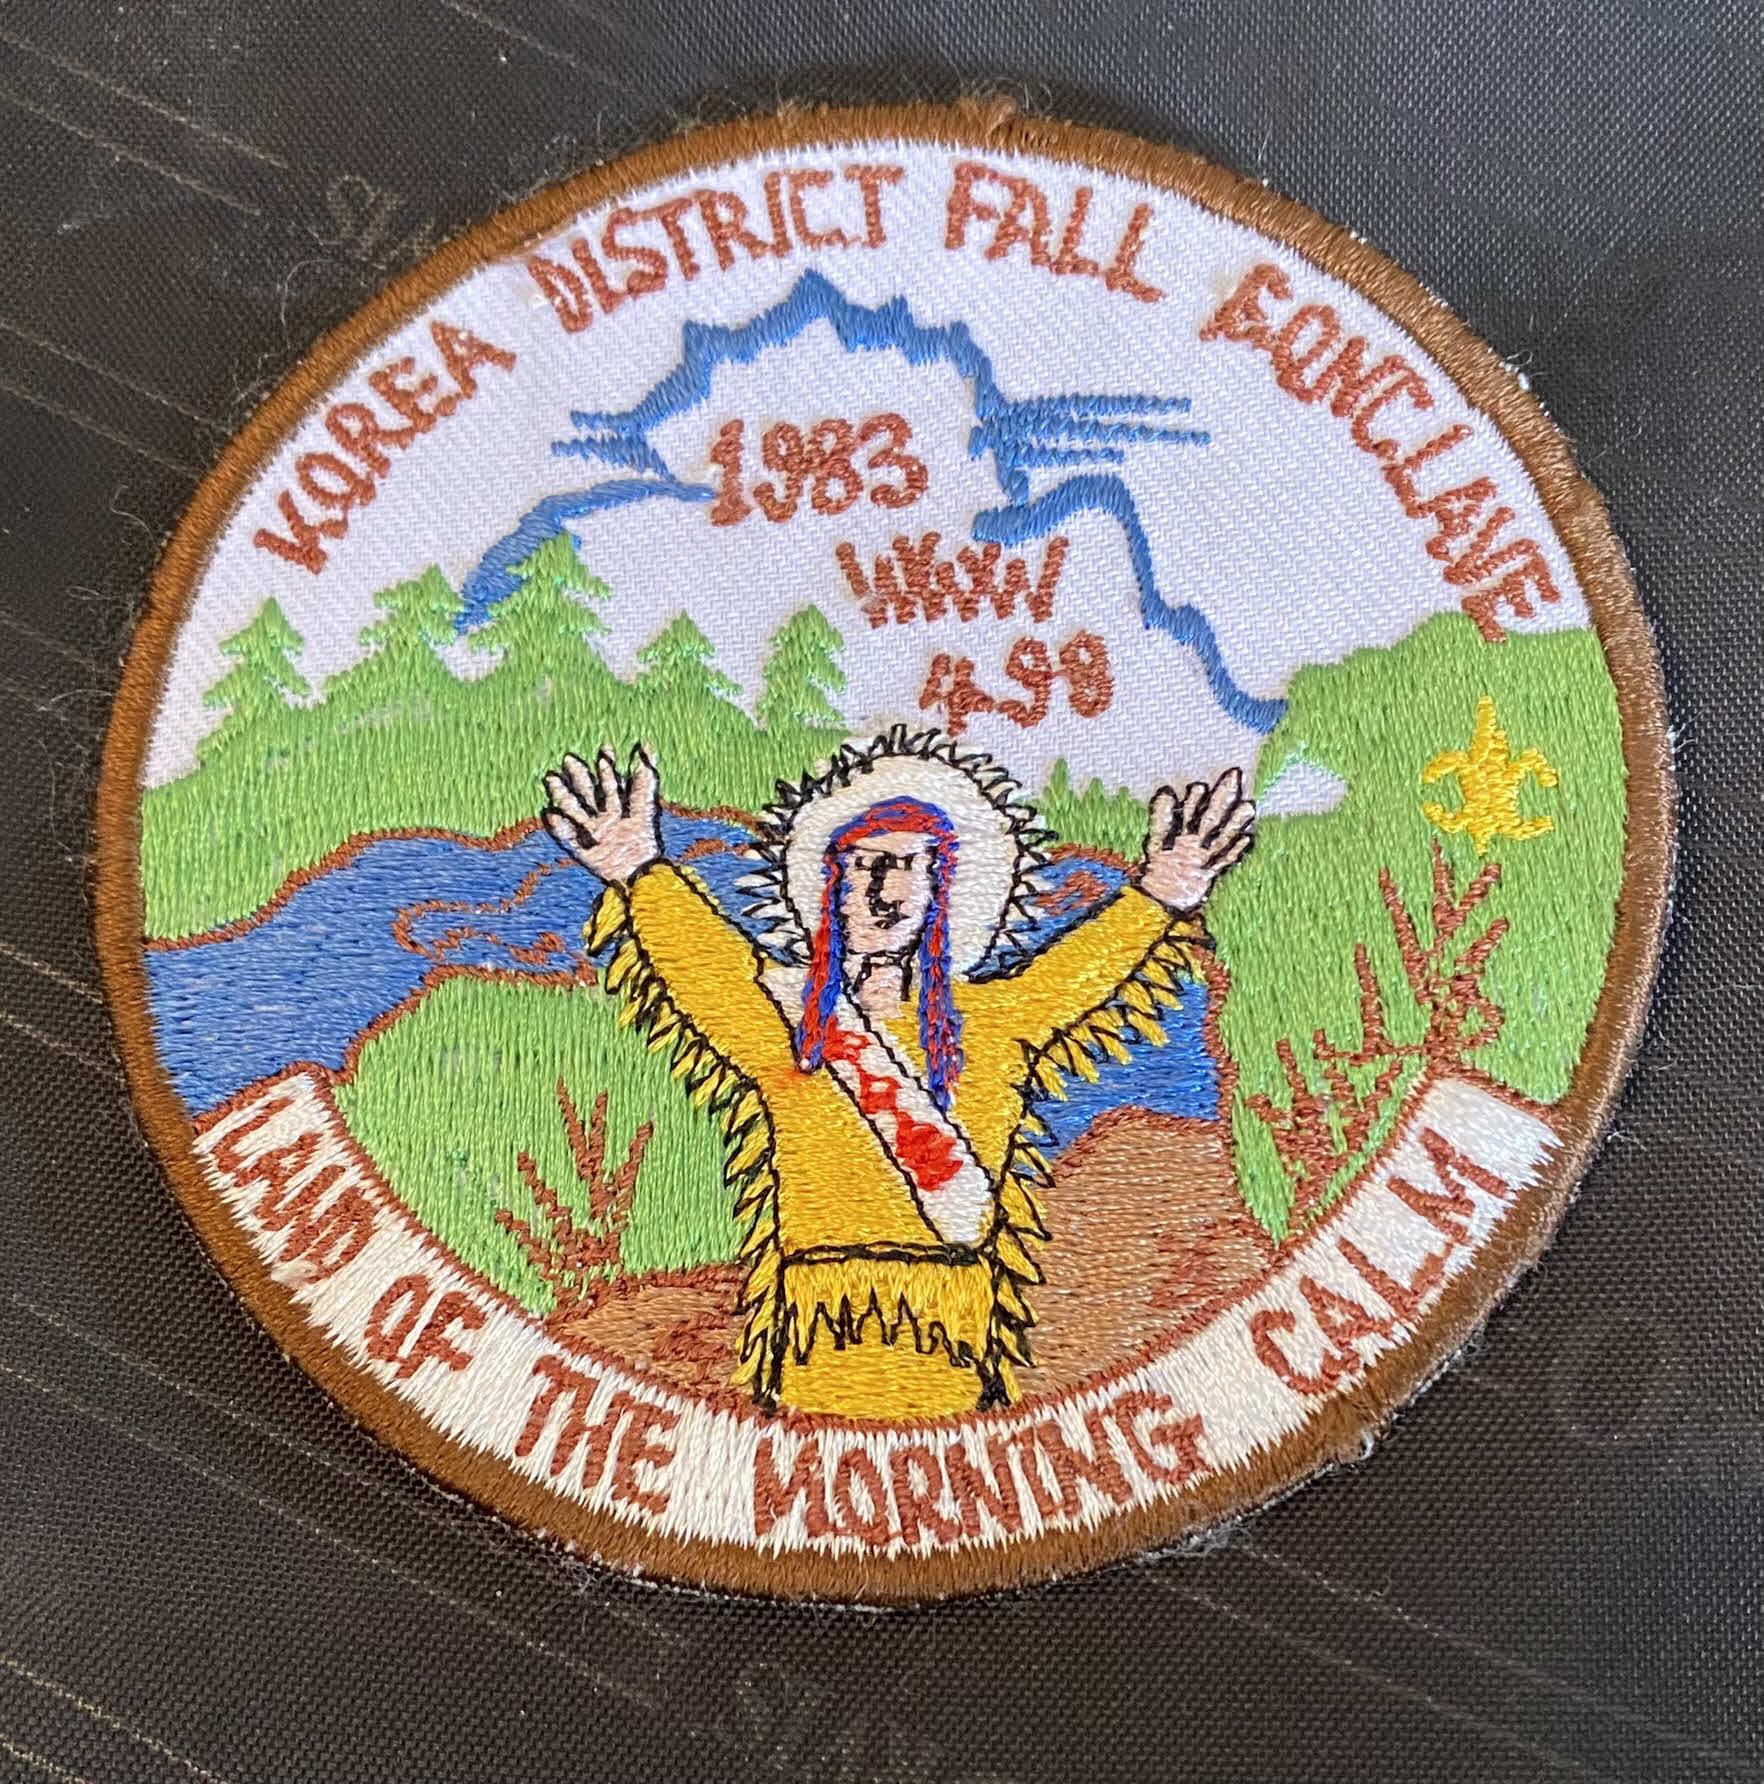 KOREA DISTRICT FALL CONCLAVE
1983
WWW
498
LAND OF THE MORNING CALM